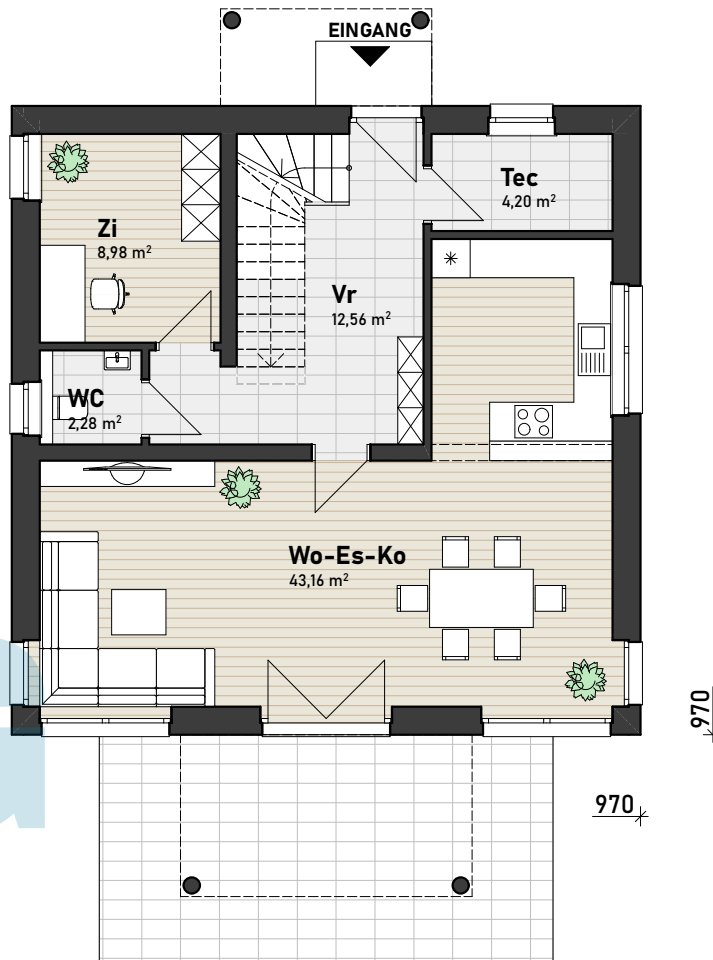 EINGANG
Tec
4,20 m²
Zi
8,98 m²
Vr
12,56 m²
WC
2,28 m²
Wo-Es-Ko
43,16 m²
970
970